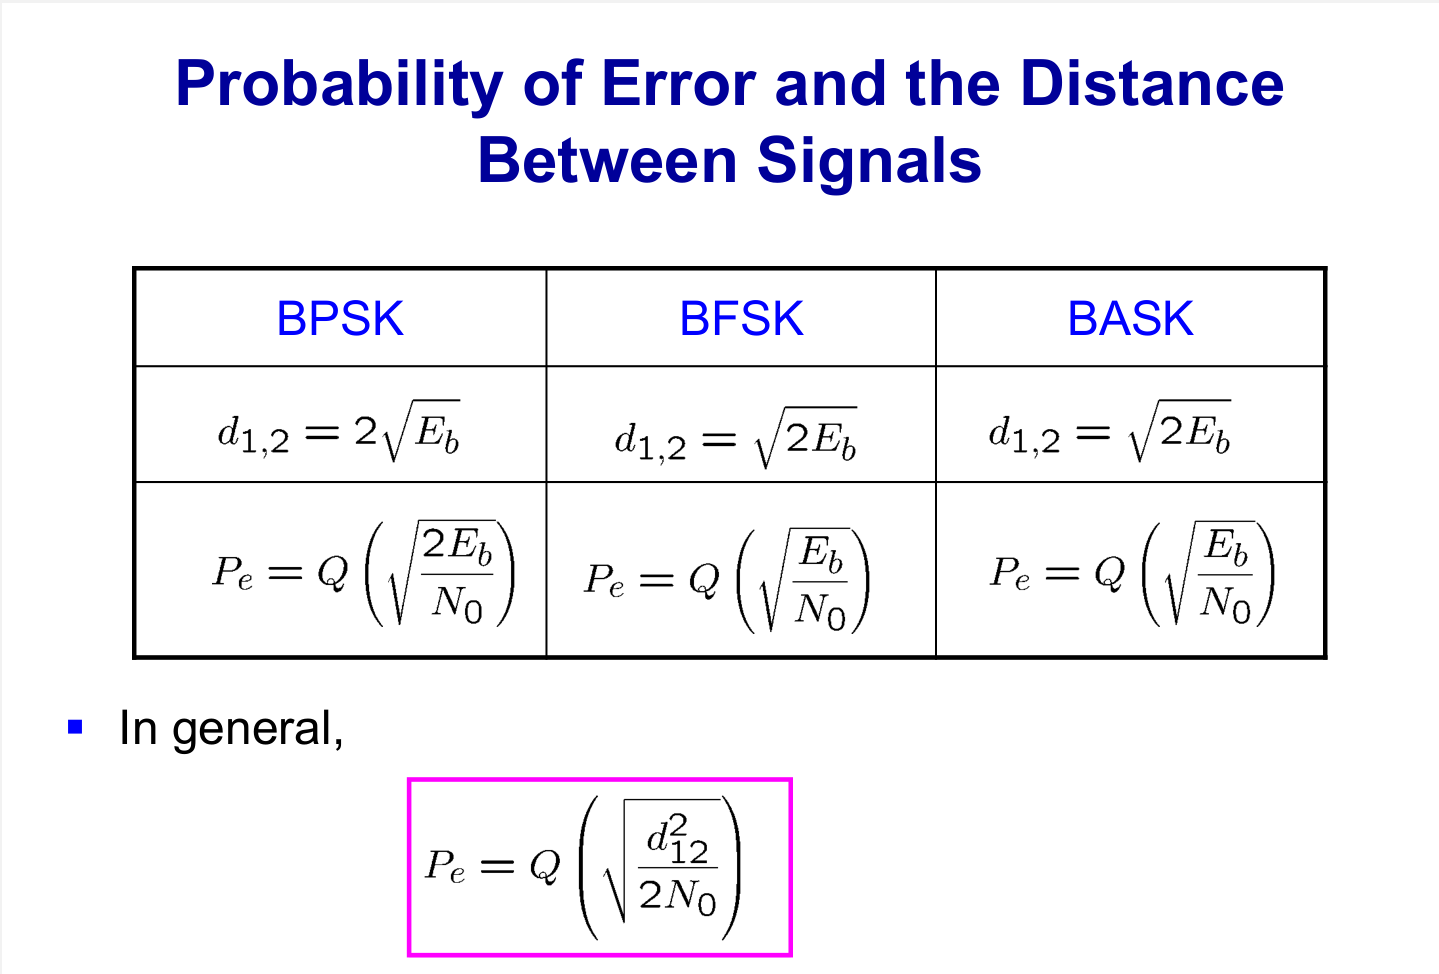 Probability of Error and the Distance
Between Signals
BPSK BFSK BASK
$d_{1,2} = 2\sqrt{E_b}$ $d_{1,2} = \sqrt{2E_b}$ $d_{1,2} = \sqrt{2E_b}$
$P_e = Q\left(\sqrt{\frac{2E_b}{N_0}}\right)$ $P_e = Q\left(\sqrt{\frac{E_b}{N_0}}\right)$ $P_e = Q\left(\sqrt{\frac{E_b}{N_0}}\right)$
▪ In general,
$P_e = Q\left(\sqrt{\frac{d_{12}^2}{2N_0}}\right)$